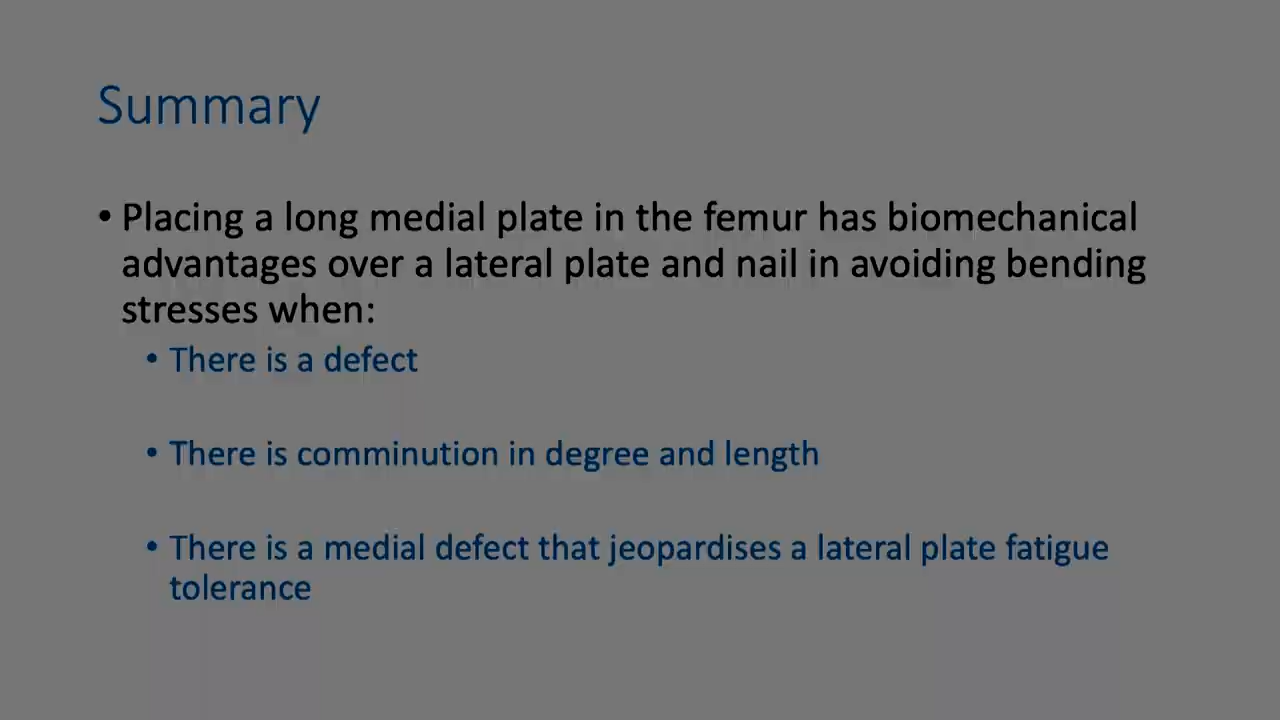 Summary
• Placing a long medial plate in the femur has biomechanical
advantages over a lateral plate and nail in avoiding bending
stresses when:
• There is a defect
• There is comminution in degree and length
• There is a medial defect that jeopardises a lateral plate fatigue
tolerance